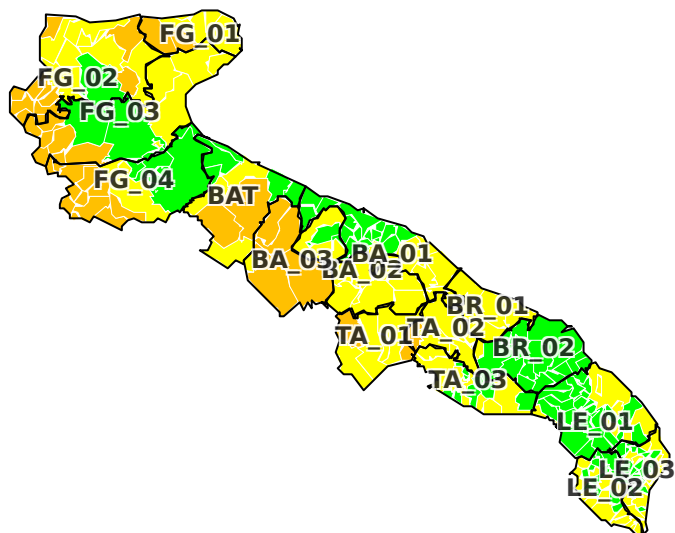 FG_01
FG_02
FG_03
FG_04
BAT
BA_01
BA_03
BA_02
BR_01
TA_02
TA_01
BR_02
TA_03
LE_01
LE_03
LE_02